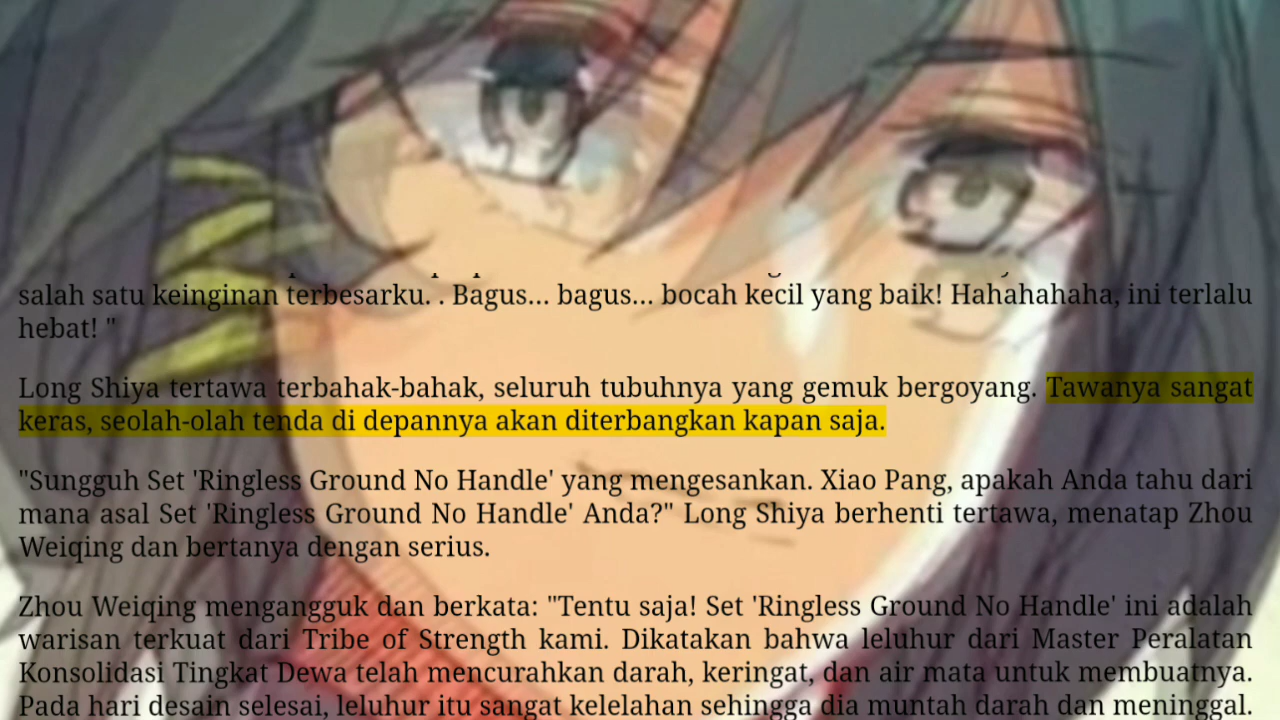 salah satu keinginan terbesarku. . Bagus... bagus... bocah kecil yang baik! Hahahahaha, ini terlalu
hebat! "
Long Shiya tertawa terbahak-bahak, seluruh tubuhnya yang gemuk bergoyang. Tawanya sangat
keras, seolah-olah tenda di depannya akan diterbangkan kapan saja.
"Sungguh Set 'Ringless Ground No Handle' yang mengesankan. Xiao Pang, apakah Anda tahu dari
mana asal Set 'Ringless Ground No Handle' Anda?" Long Shiya berhenti tertawa, menatap Zhou
Weiqing dan bertanya dengan serius.
Zhou Weiqing mengangguk dan berkata: "Tentu saja! Set 'Ringless Ground No Handle' ini adalah
warisan terkuat dari Tribe of Strength kami. Dikatakan bahwa leluhur dari Master Peralatan
Konsolidasi Tingkat Dewa telah mencurahkan darah, keringat, dan air mata untuk membuatnya.
Pada hari desain selesai, leluhur itu sangat kelelahan sehingga dia muntah darah dan meninggal.